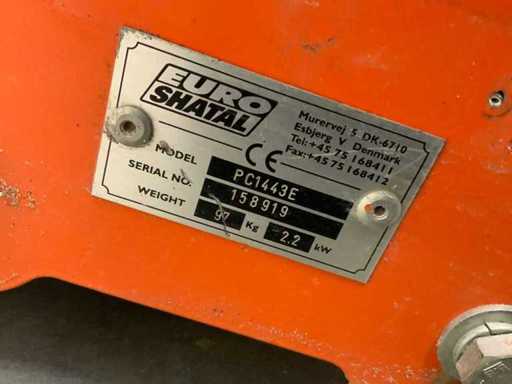 EURO
SHATAL
Murervej 5 DK-6710
Esbjerg V Denmark
Tel:+45 75 168411
Fax:+45 75 168412
CE
MODEL PC1443E
SERIAL NO. 158919
WEIGHT 97 Kg 2.2 kW